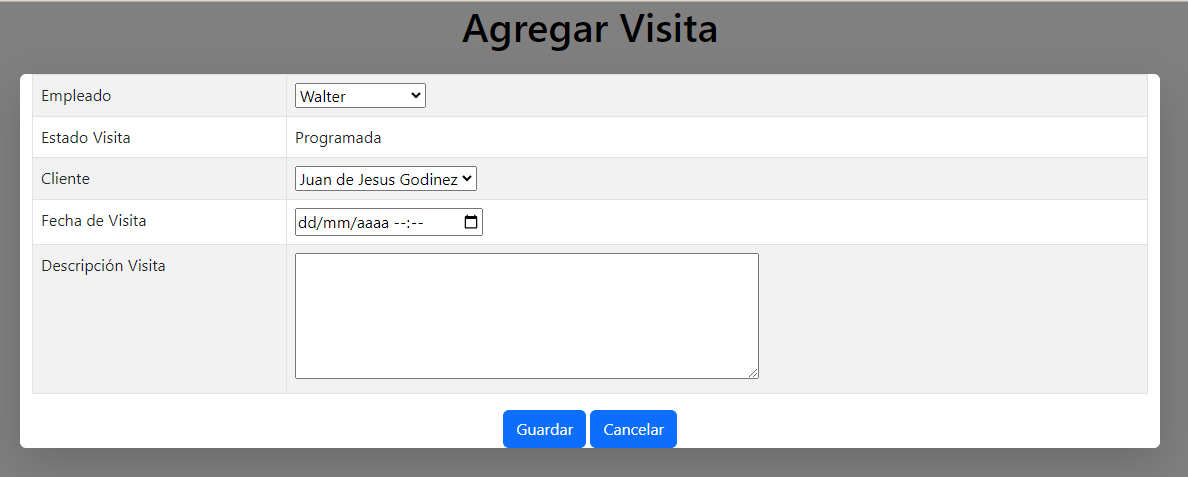 Agregar Visita
Empleado Walter
Estado Visita Programada
Cliente Juan de Jesus Godinez
Fecha de Visita dd/mm/aaaa --:--
Descripción Visita
Guardar Cancelar